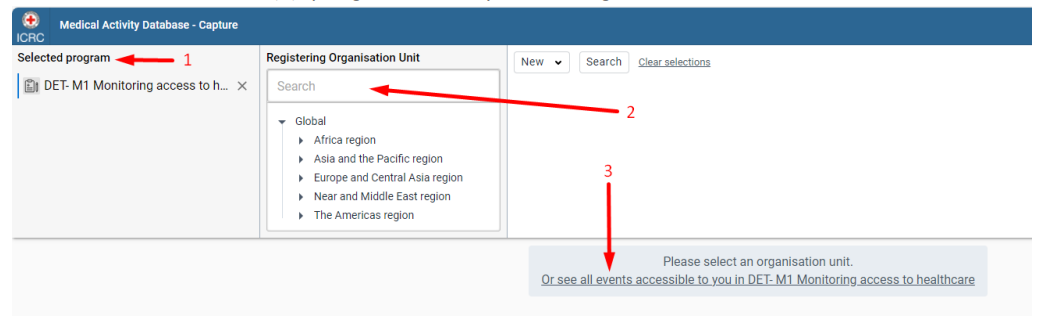 ICRC
Medical Activity Database - Capture
Selected program
1
DET- M1 Monitoring access to h...
Registering Organisation Unit
Search
Global
Africa region
Asia and the Pacific region
Europe and Central Asia region
Near and Middle East region
The Americas region
New
Search
Clear selections
2
3
Please select an organisation unit.
Or see all events accessible to you in DET- M1 Monitoring access to healthcare